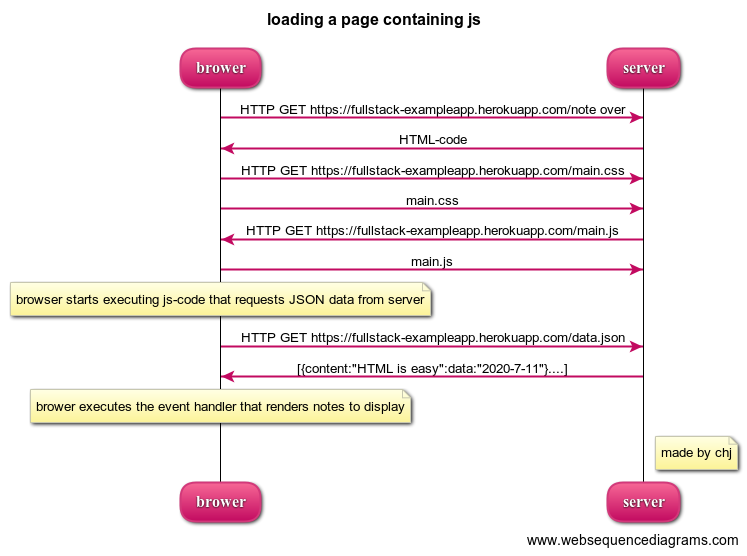 loading a page containing js
brower
server
HTTP GET https://fullstack-exampleapp.herokuapp.com/note over
HTML-code
HTTP GET https://fullstack-exampleapp.herokuapp.com/main.css
main.css
HTTP GET https://fullstack-exampleapp.herokuapp.com/main.js
main.js
browser starts executing js-code that requests JSON data from server
HTTP GET https://fullstack-exampleapp.herokuapp.com/data.json
[{content:"HTML is easy":data:"2020-7-11"}....]
brower executes the event handler that renders notes to display
made by chj
brower
server
www.websequencediagrams.com